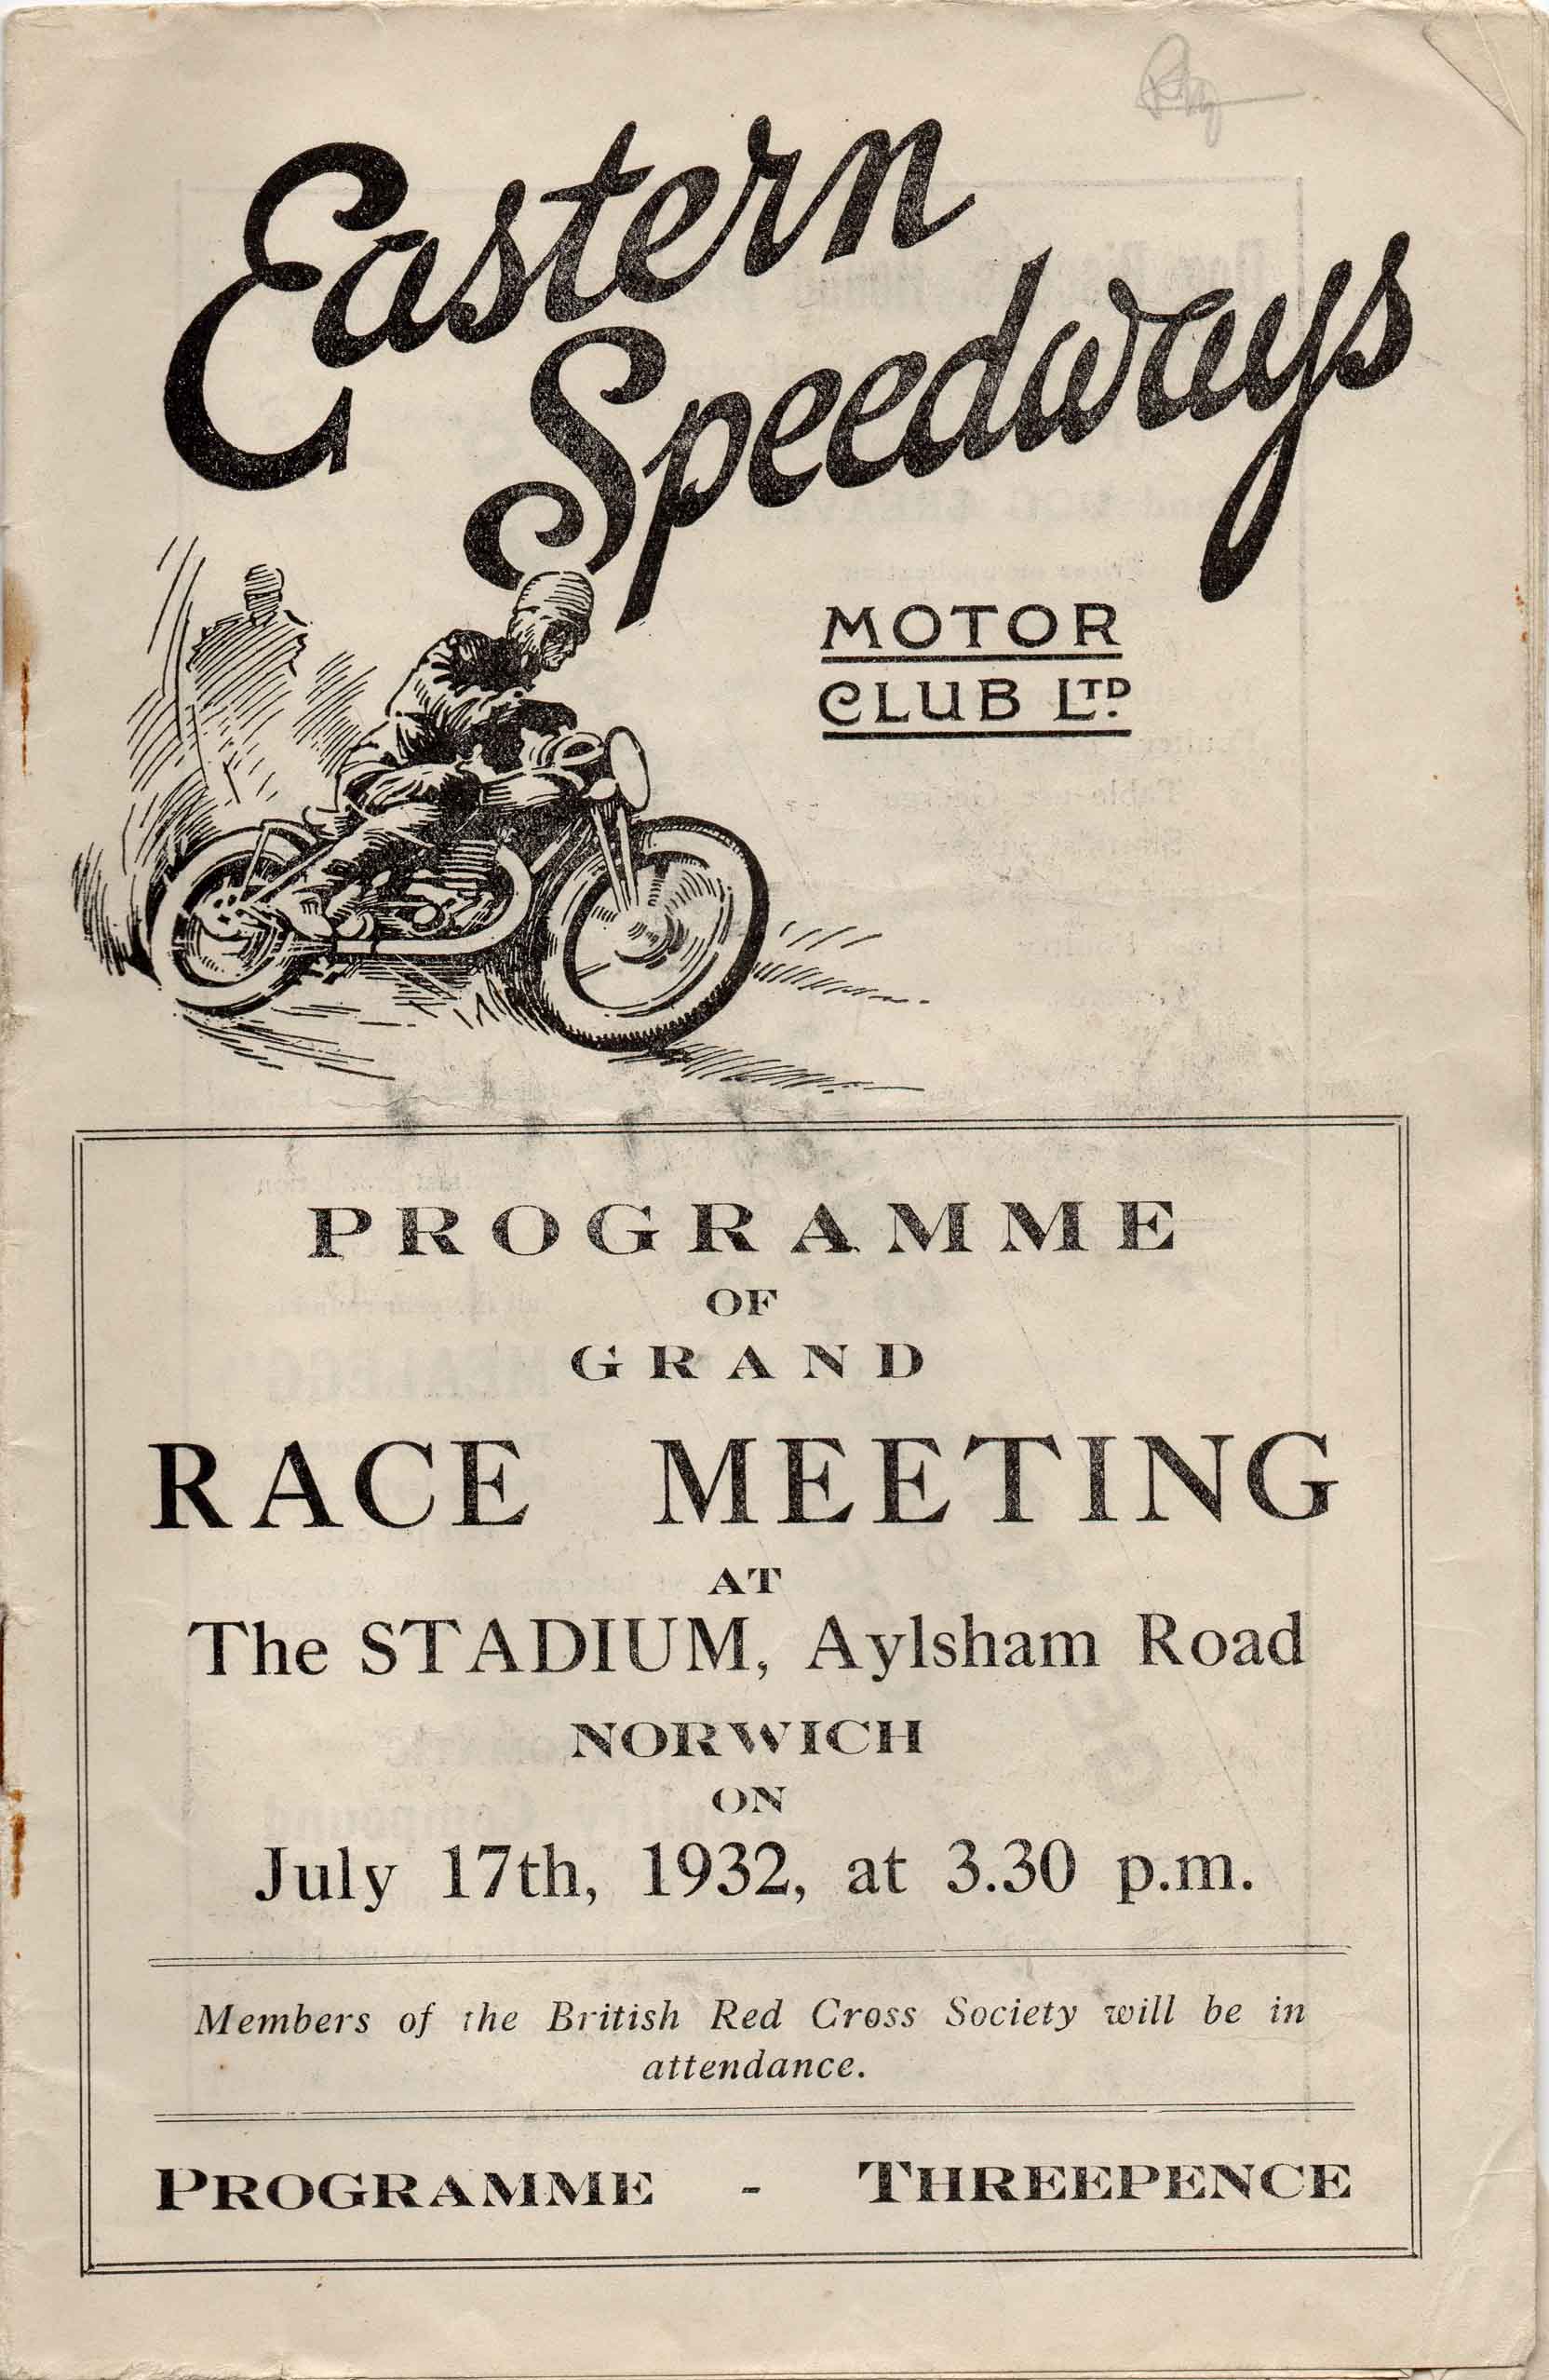 Eastern
Speedways
MOTOR
CLUB LTD.
PROGRAMME
OF
GRAND
RACE MEETING
AT
The STADIUM, Aylsham Road
NORWICH
ON
July 17th, 1932, at 3.30 p.m.
Members of the British Red Cross Society will be in
attendance.
PROGRAMME - THREEPENCE